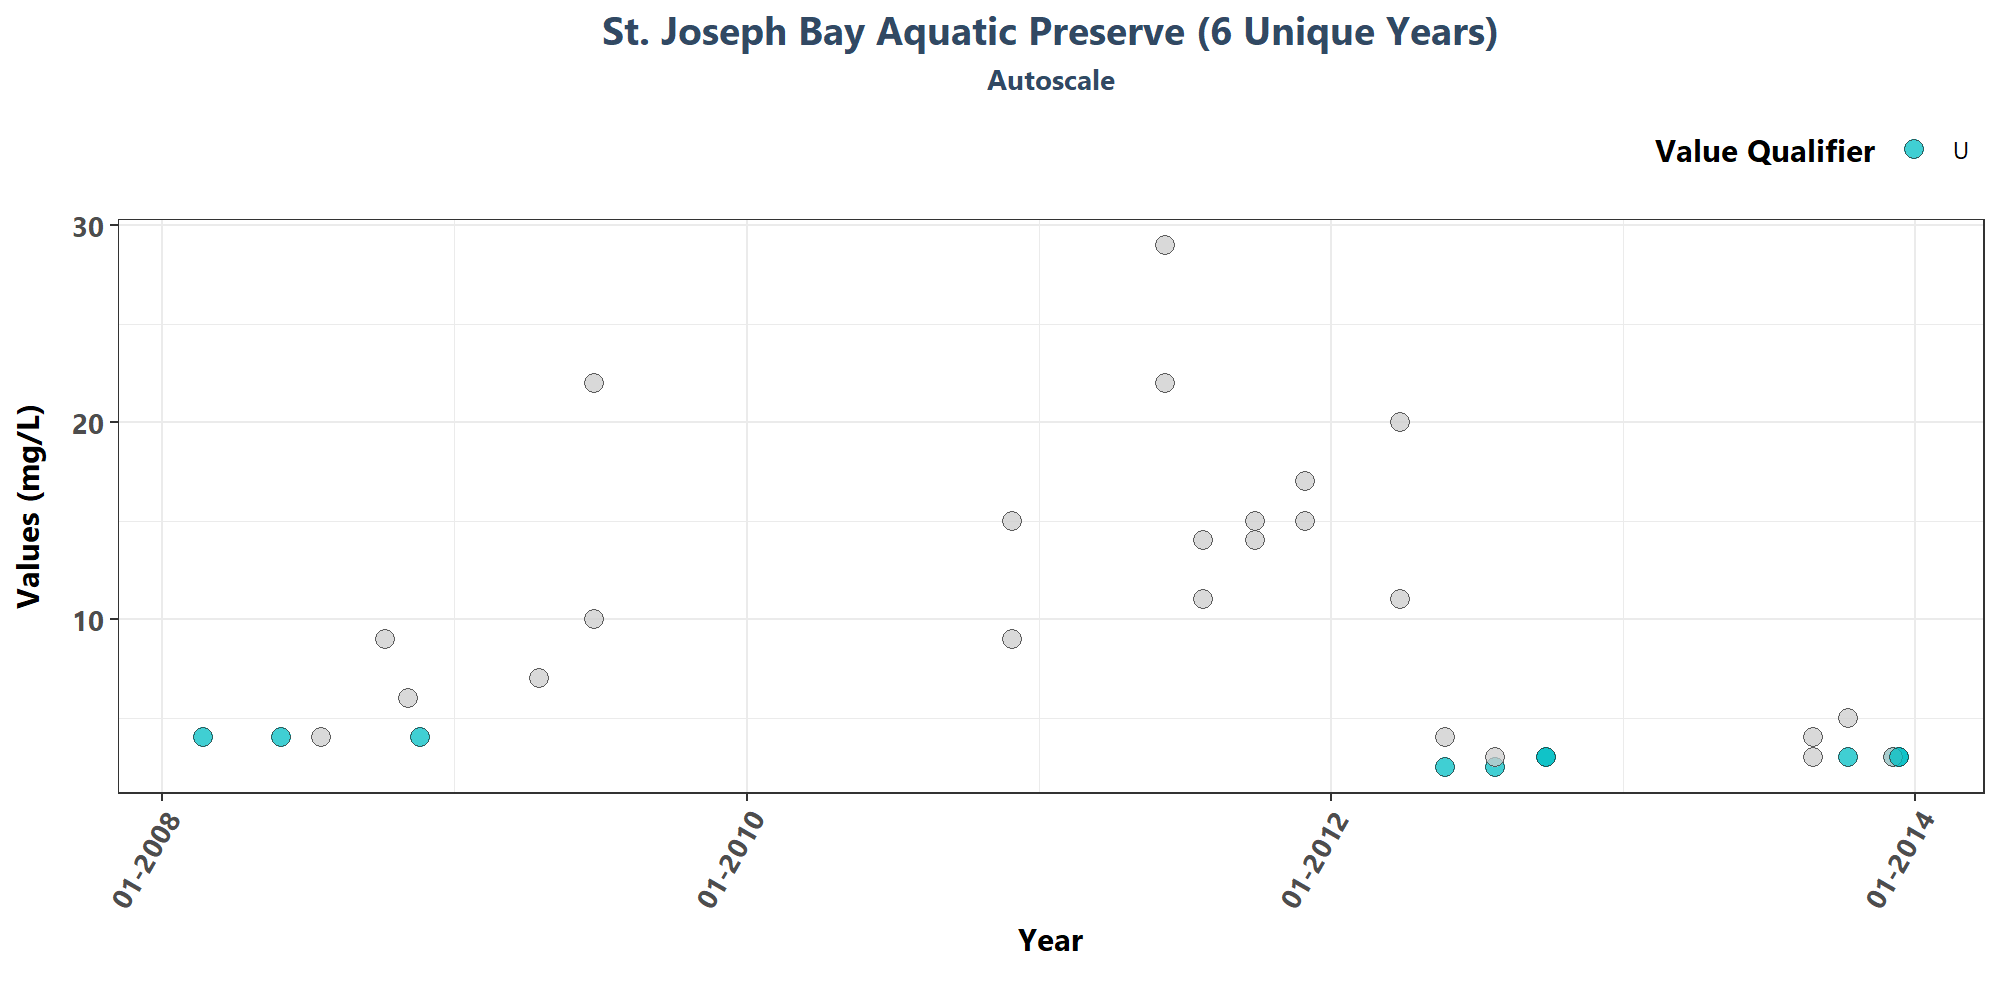 St. Joseph Bay Aquatic Preserve (6 Unique Years)
Autoscale
Value Qualifier U
30
20
10
Values (mg/L)
01-2008
01-2010
01-2012
01-2014
Year